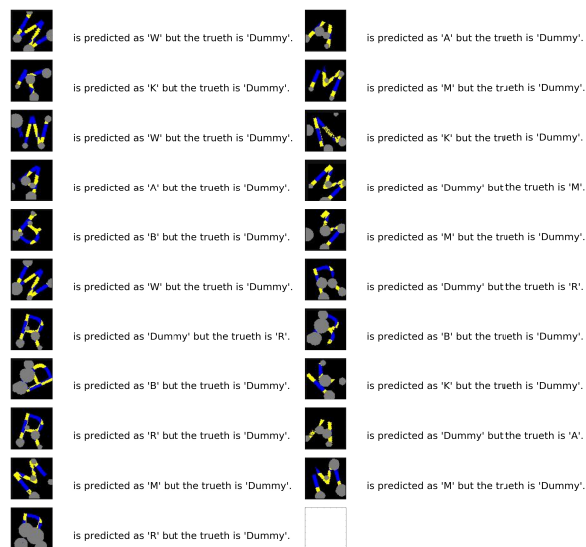 is predicted as 'W' but the trueth is 'Dummy'.
is predicted as 'A' but the trueth is 'Dummy'.
is predicted as 'K' but the trueth is 'Dummy'.
is predicted as 'M' but the trueth is 'Dummy'.
is predicted as 'W' but the trueth is 'Dummy'.
is predicted as 'K' but the trueth is 'Dummy'.
is predicted as 'A' but the trueth is 'Dummy'.
is predicted as 'Dummy' but the trueth is 'M'.
is predicted as 'B' but the trueth is 'Dummy'.
is predicted as 'M' but the trueth is 'Dummy'.
is predicted as 'W' but the trueth is 'Dummy'.
is predicted as 'Dummy' but the trueth is 'R'.
is predicted as 'Dummy' but the trueth is 'R'.
is predicted as 'B' but the trueth is 'Dummy'.
is predicted as 'B' but the trueth is 'Dummy'.
is predicted as 'K' but the trueth is 'Dummy'.
is predicted as 'R' but the trueth is 'Dummy'.
is predicted as 'Dummy' but the trueth is 'A'.
is predicted as 'M' but the trueth is 'Dummy'.
is predicted as 'M' but the trueth is 'Dummy'.
is predicted as 'R' but the trueth is 'Dummy'.